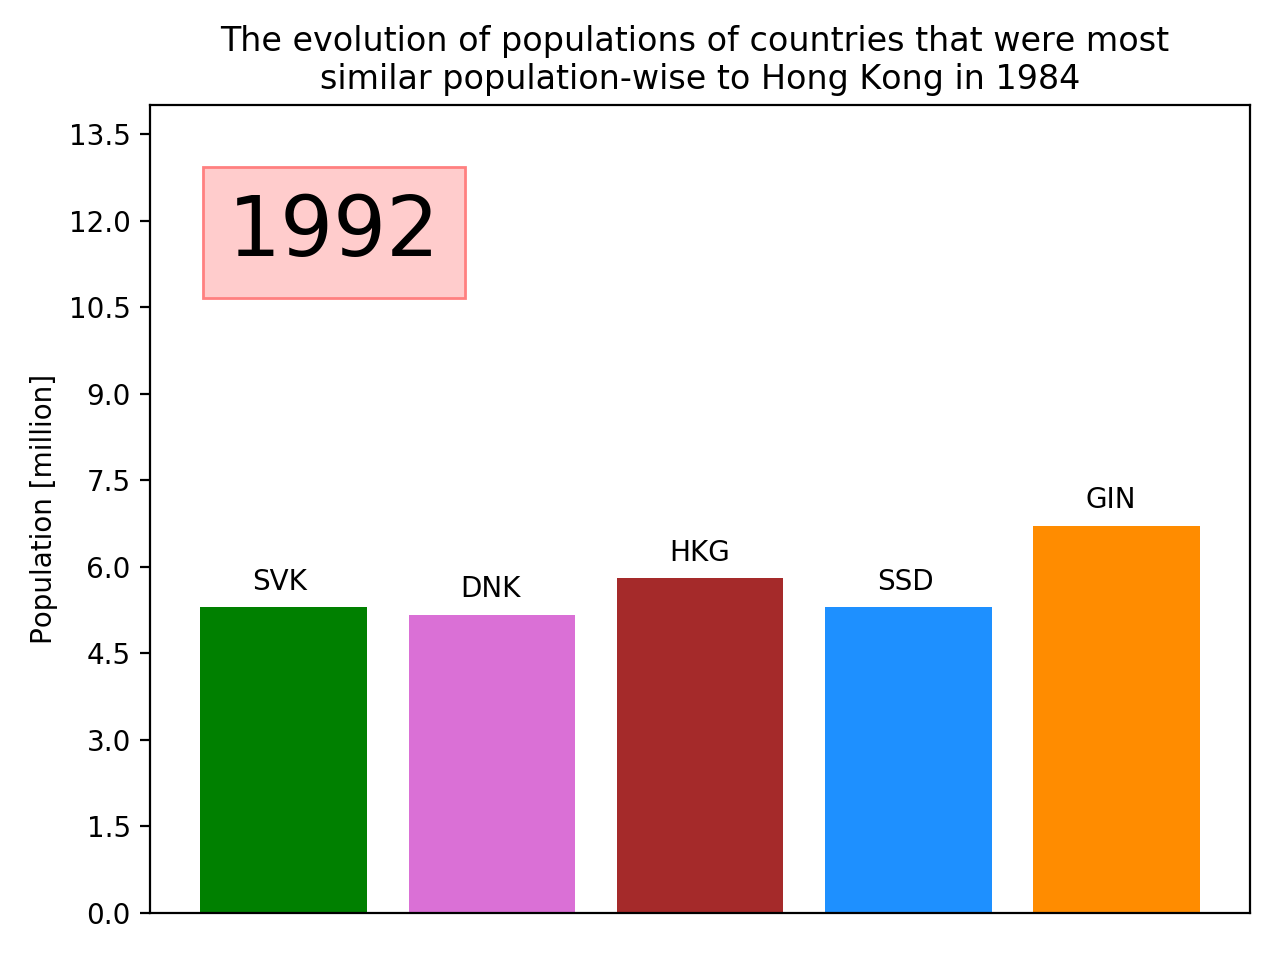 The evolution of populations of countries that were most
similar population-wise to Hong Kong in 1984
13.5
12.0
10.5
9.0
7.5
6.0
4.5
3.0
1.5
0.0
Population [million]
1992
SVK
DNK
HKG
SSD
GIN